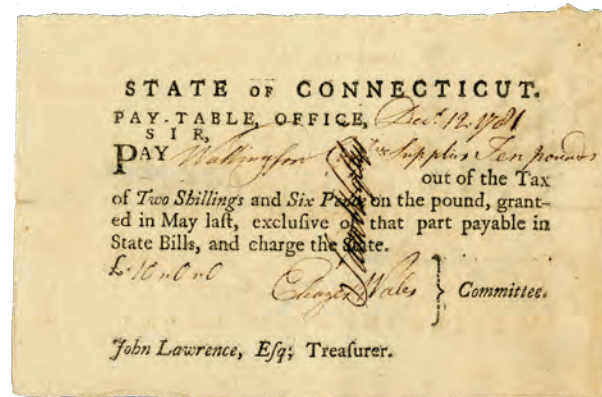 STATE OF CONNECTICUT.
PAY-TABLE OFFICE, Decr. 12. 1781
SIR,
PAY Wallingford for Supplies Ten pounds
out of the Tax
of Two Shillings and Six Pence on the pound, grant-
ed in May laſt, excluſive of that part payable in
State Bills, and charge the State.
£. 10 " 0 " 0
Eleazer Wales } Committee.
John Lawrence, Eſq; Treaſurer.